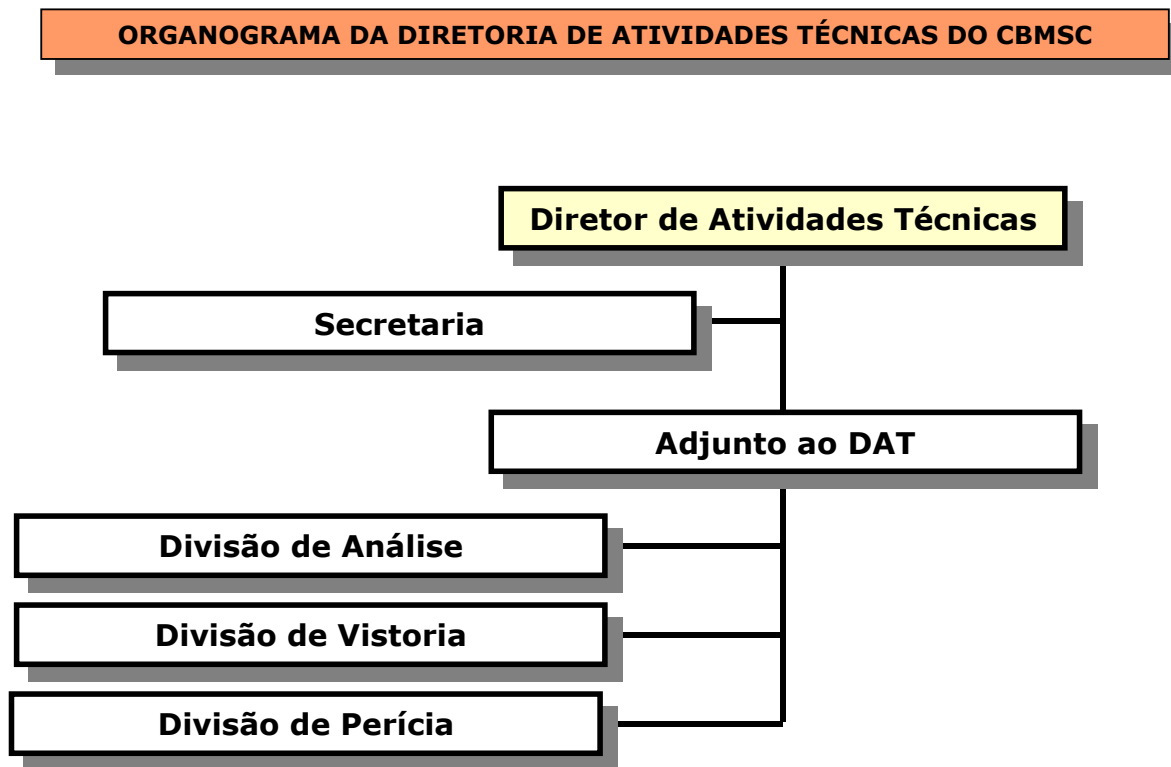 ORGANOGRAMA DA DIRETORIA DE ATIVIDADES TÉCNICAS DO CBMSC
Diretor de Atividades Técnicas
Secretaria
Adjunto ao DAT
Divisão de Análise
Divisão de Vistoria
Divisão de Perícia